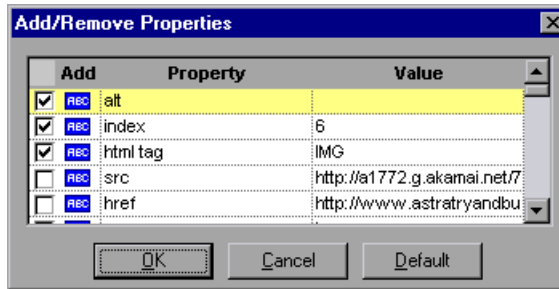 Add/Remove Properties
Add Property Value
ABC alt
ABC index 6
ABC html tag IMG
ABC src http://a1772.g.akamai.net/7
ABC href http://www.astratryandbu
OK Cancel Default